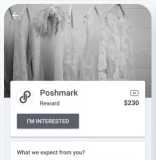 Poshmark
Reward
$230
I'M INTERESTED
What we expect from you?